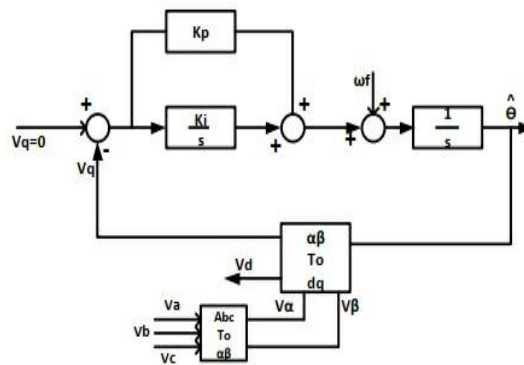 Kp
ωf
+
+
+
Vq=0
Ki
s
1
s
^
θ
-
+
+
Vq
αβ
To
dq
Vd
Vα
Vβ
Va
Vb
Vc
Abc
To
αβ